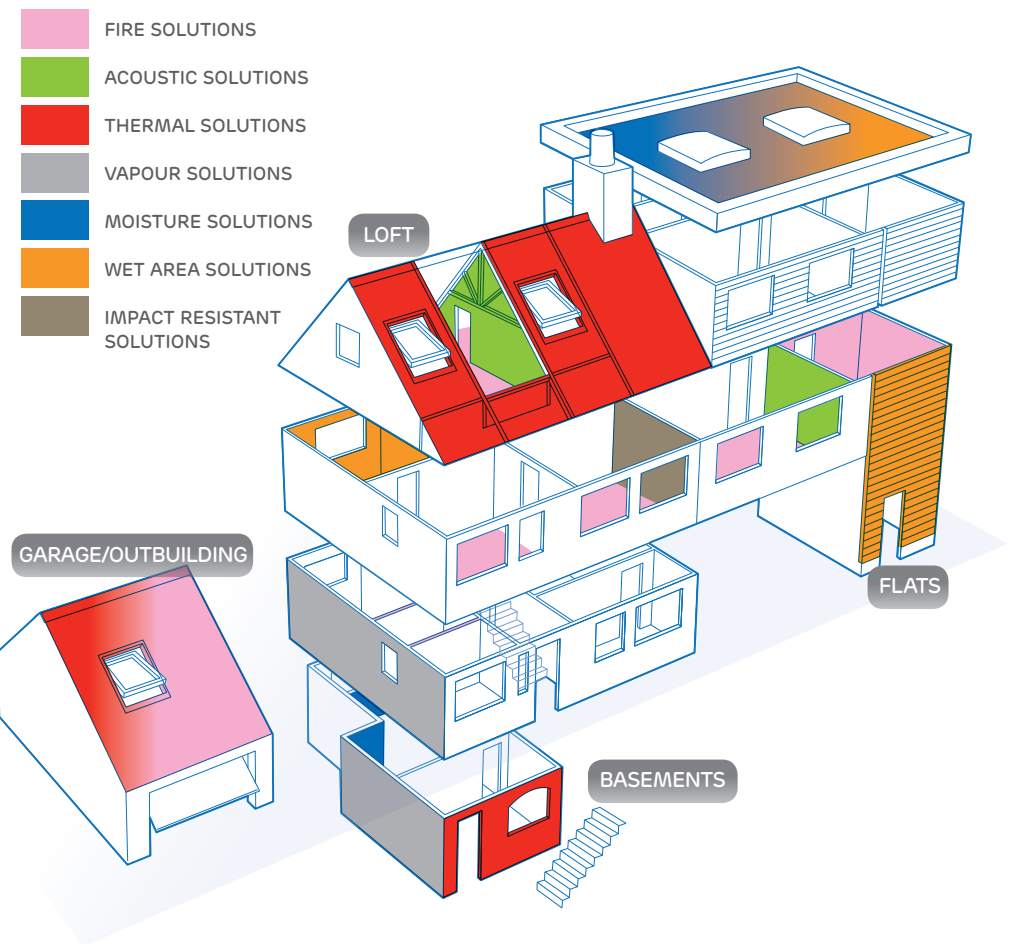 FIRE SOLUTIONS
ACOUSTIC SOLUTIONS
THERMAL SOLUTIONS
VAPOUR SOLUTIONS
MOISTURE SOLUTIONS
WET AREA SOLUTIONS
IMPACT RESISTANT
SOLUTIONS
LOFT
GARAGE/OUTBUILDING
FLATS
BASEMENTS